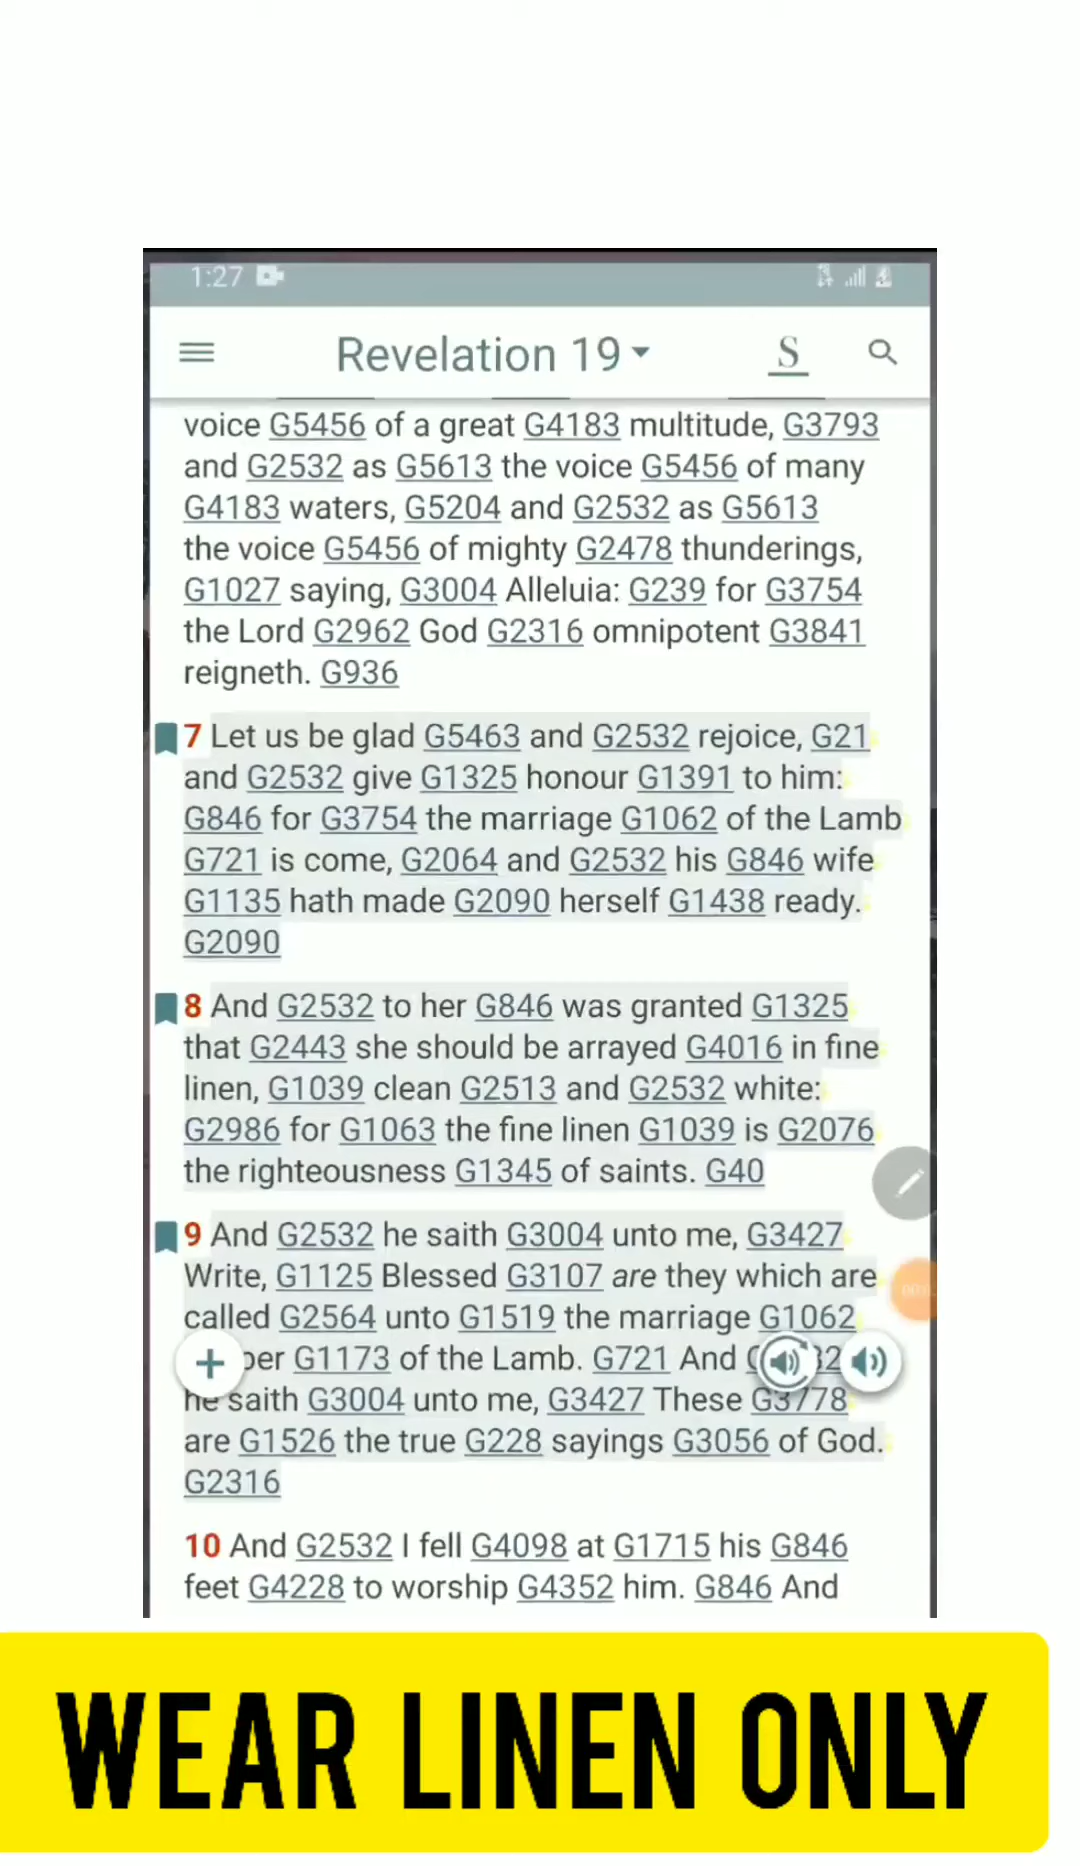 1:27
Revelation 19
S
voice G5456 of a great G4183 multitude, G3793
and G2532 as G5613 the voice G5456 of many
G4183 waters, G5204 and G2532 as G5613
the voice G5456 of mighty G2478 thunderings,
G1027 saying, G3004 Alleluia: G239 for G3754
the Lord G2962 God G2316 omnipotent G3841
reigneth. G936
7 Let us be glad G5463 and G2532 rejoice, G21
and G2532 give G1325 honour G1391 to him:
G846 for G3754 the marriage G1062 of the Lamb
G721 is come, G2064 and G2532 his G846 wife
G1135 hath made G2090 herself G1438 ready.
G2090
8 And G2532 to her G846 was granted G1325
that G2443 she should be arrayed G4016 in fine
linen, G1039 clean G2513 and G2532 white:
G2986 for G1063 the fine linen G1039 is G2076
the righteousness G1345 of saints. G40
9 And G2532 he saith G3004 unto me, G3427
Write, G1125 Blessed G3107 are they which are
called G2564 unto G1519 the marriage G1062
per G1173 of the Lamb. G721 And
he saith G3004 unto me, G3427 These G3778
are G1526 the true G228 sayings G3056 of God.
G2316
10 And G2532 I fell G4098 at G1715 his G846
feet G4228 to worship G4352 him. G846 And
WEAR LINEN ONLY